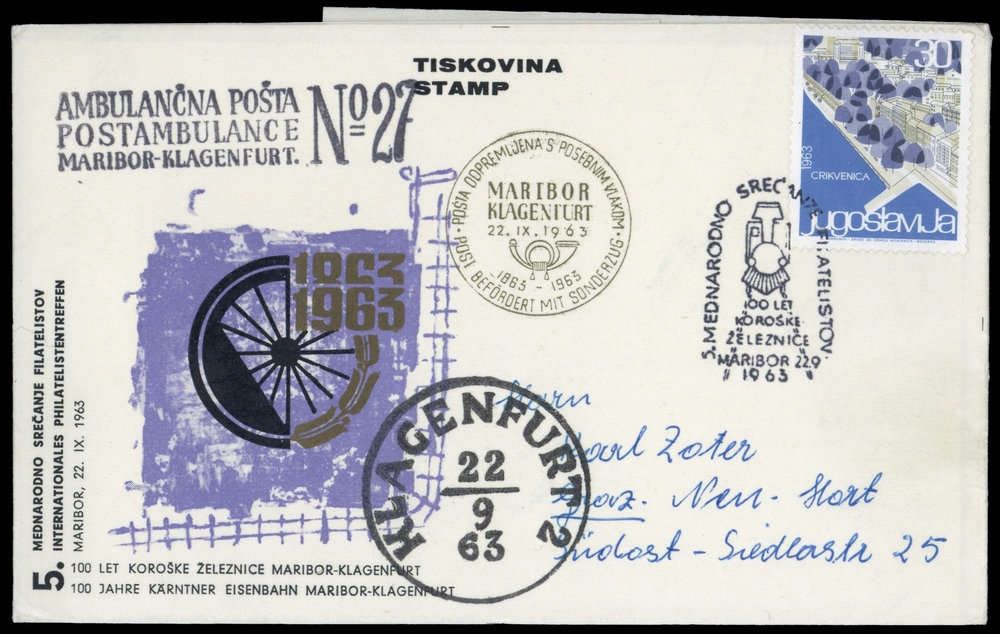 TISKOVINA
STAMP
AMBULANČNA POŠTA
POSTAMBULANCE
MARIBOR-KLAGENFURT.
No 27
POŠTA ODPREMLJENA S POSEBNIM VLAKOM
MARIBOR
KLAGENFURT
22.IX.1963
1863 - 1963
POST BEFÖRDERT MIT SONDERZUG
30
1963
CRIKVENICA
jugoslavija
5. MEDNARODNO SREČANJE FILATELISTOV
100 LET
KOROŠKE
ŽELEZNICE
MARIBOR 22.9
1963
1863
1963
MEDNARODNO SREČANJE FILATELISTOV
INTERNATIONALES PHILATELISTENTREFFEN
MARIBOR, 22. IX. 1963
5.
100 LET KOROŠKE ŽELEZNICE MARIBOR-KLAGENFURT
100 JAHRE KÄRNTNER EISENBAHN MARIBOR-KLAGENFURT
KLAGENFURT 2
22
9
63
Herrn
Karl Zoter
Graz. Neu-Hort
Südost-Siedlastr 25